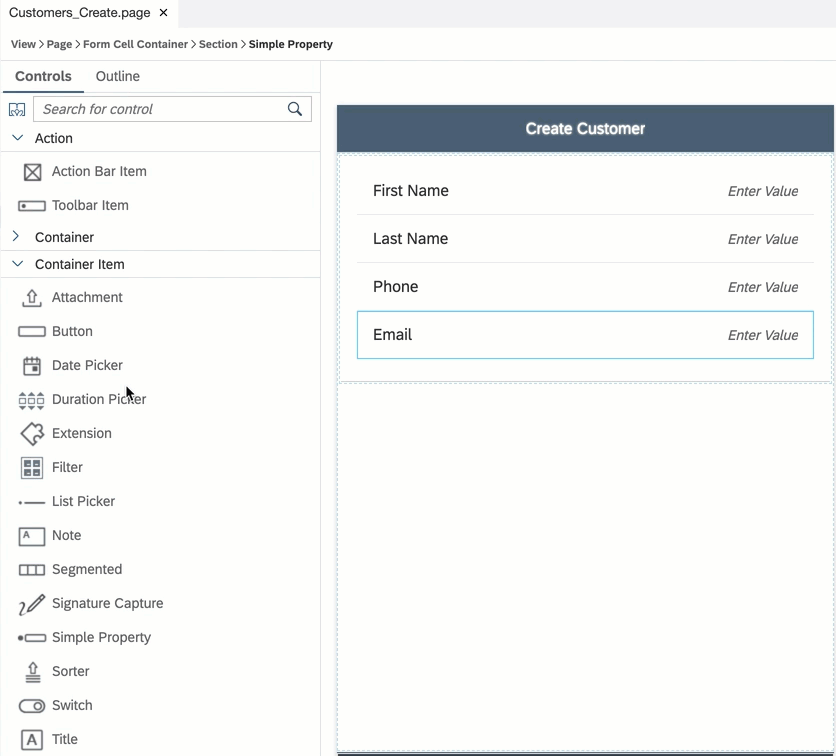 Customers_Create.page ×
View > Page > Form Cell Container > Section > Simple Property
Controls Outline
Search for control
Action
Action Bar Item
Toolbar Item
Container
Container Item
Attachment
Button
Date Picker
Duration Picker
Extension
Filter
List Picker
Note
Segmented
Signature Capture
Simple Property
Sorter
Switch
Title
Create Customer
First Name Enter Value
Last Name Enter Value
Phone Enter Value
Email Enter Value